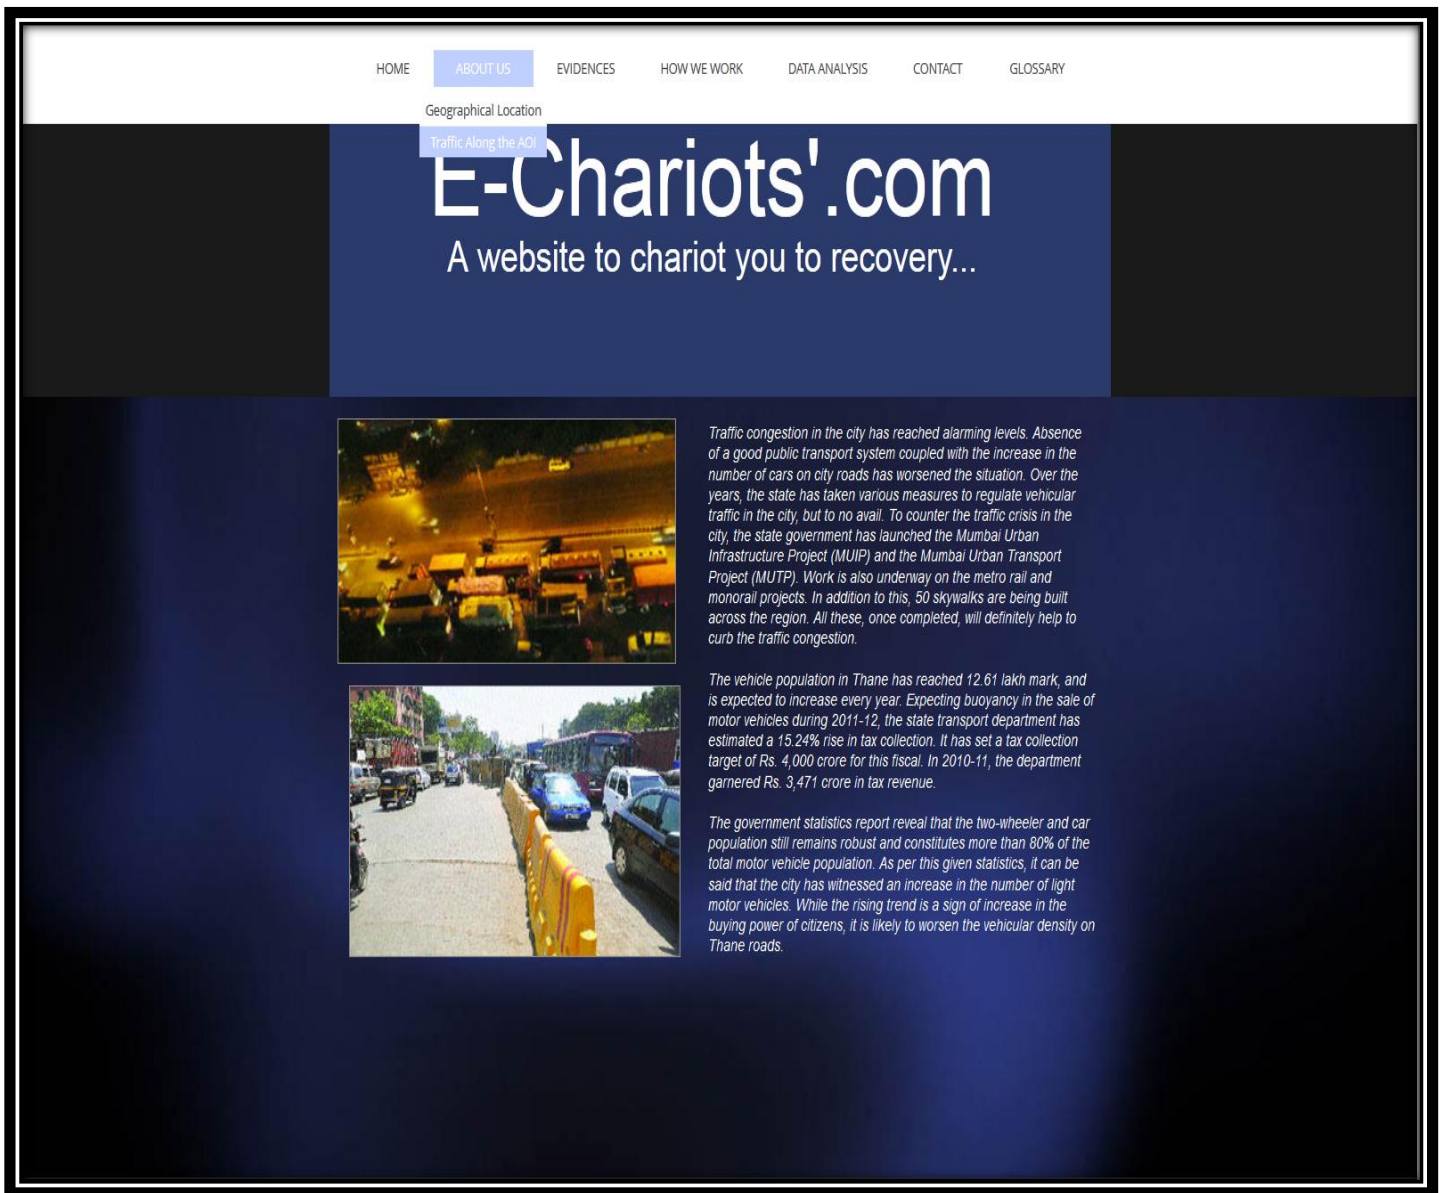 HOME ABOUT US EVIDENCES HOW WE WORK DATA ANALYSIS CONTACT GLOSSARY
Geographical Location
Traffic Along the AOI
E-Chariots'.com
A website to chariot you to recovery...
Traffic congestion in the city has reached alarming levels. Absence
of a good public transport system coupled with the increase in the
number of cars on city roads has worsened the situation. Over the
years, the state has taken various measures to regulate vehicular
traffic in the city, but to no avail. To counter the traffic crisis in the
city, the state government has launched the Mumbai Urban
Infrastructure Project (MUIP) and the Mumbai Urban Transport
Project (MUTP). Work is also underway on the metro rail and
monorail projects. In addition to this, 50 skywalks are being built
across the region. All these, once completed, will definitely help to
curb the traffic congestion.
The vehicle population in Thane has reached 12.61 lakh mark, and
is expected to increase every year. Expecting buoyancy in the sale of
motor vehicles during 2011-12, the state transport department has
estimated a 15.24% rise in tax collection. It has set a tax collection
target of Rs. 4,000 crore for this fiscal. In 2010-11, the department
garnered Rs. 3,471 crore in tax revenue.
The government statistics report reveal that the two-wheeler and car
population still remains robust and constitutes more than 80% of the
total motor vehicle population. As per this given statistics, it can be
said that the city has witnessed an increase in the number of light
motor vehicles. While the rising trend is a sign of increase in the
buying power of citizens, it is likely to worsen the vehicular density on
Thane roads.